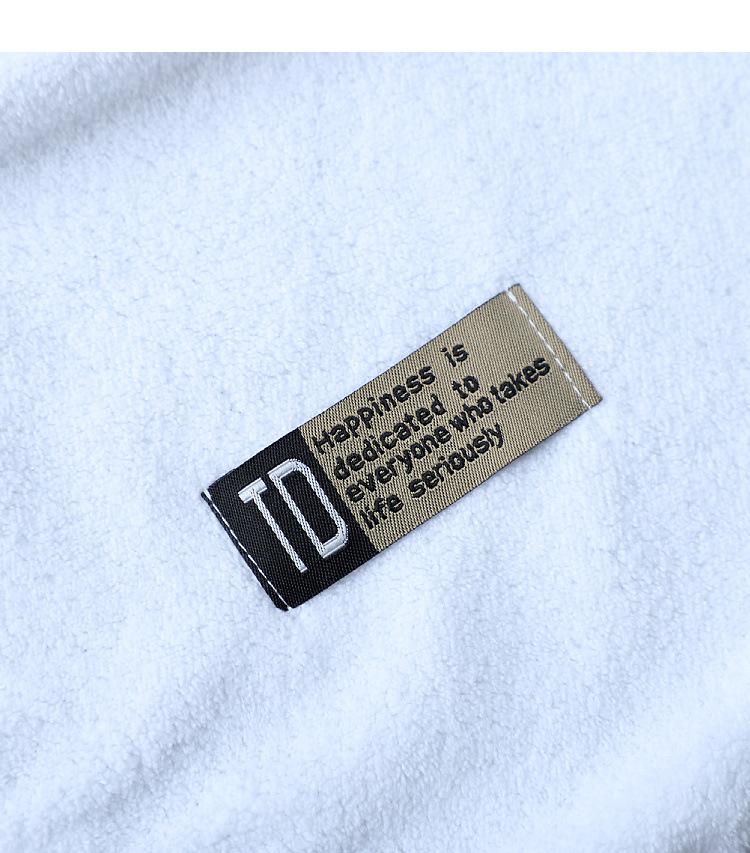 TD
Happiness is
dedicated to
everyone who takes
life seriously